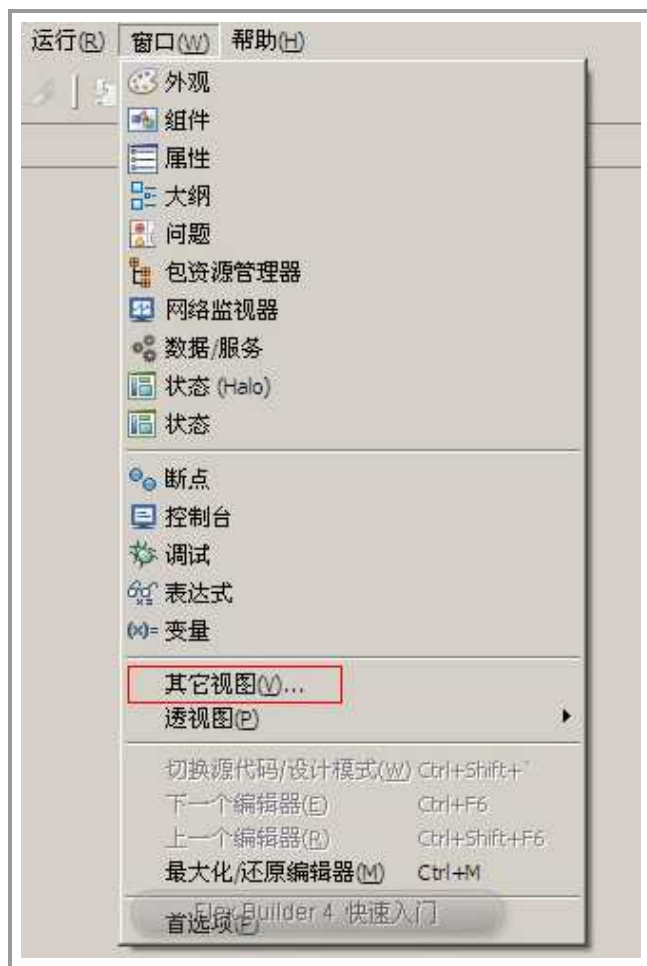 运行(R) 窗口(W) 帮助(H)
外观
组件
属性
大纲
问题
包资源管理器
网络监视器
数据/服务
状态 (Halo)
状态
断点
控制台
调试
表达式
(x)= 变量
其它视图(V)...
透视图(P)
切换源代码/设计模式(W) Ctrl+Shift+`
下一个编辑器(E) Ctrl+F6
上一个编辑器(R) Ctrl+Shift+F6
最大化/还原编辑器(M) Ctrl+M
Flex Builder 4 快速入门
首选项(P)